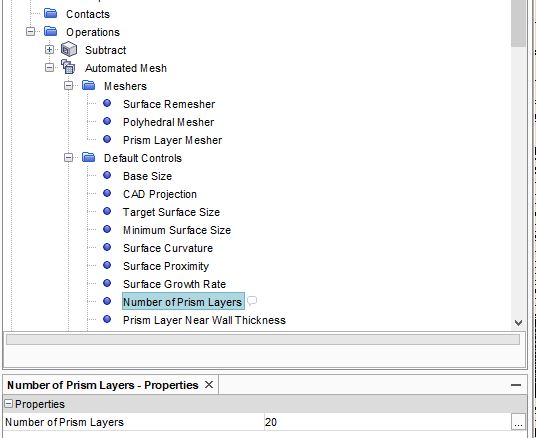 Contacts
Operations
Subtract
Automated Mesh
Meshers
Surface Remesher
Polyhedral Mesher
Prism Layer Mesher
Default Controls
Base Size
CAD Projection
Target Surface Size
Minimum Surface Size
Surface Curvature
Surface Proximity
Surface Growth Rate
Number of Prism Layers
Prism Layer Near Wall Thickness
Number of Prism Layers - Properties
Properties
Number of Prism Layers 20 ...